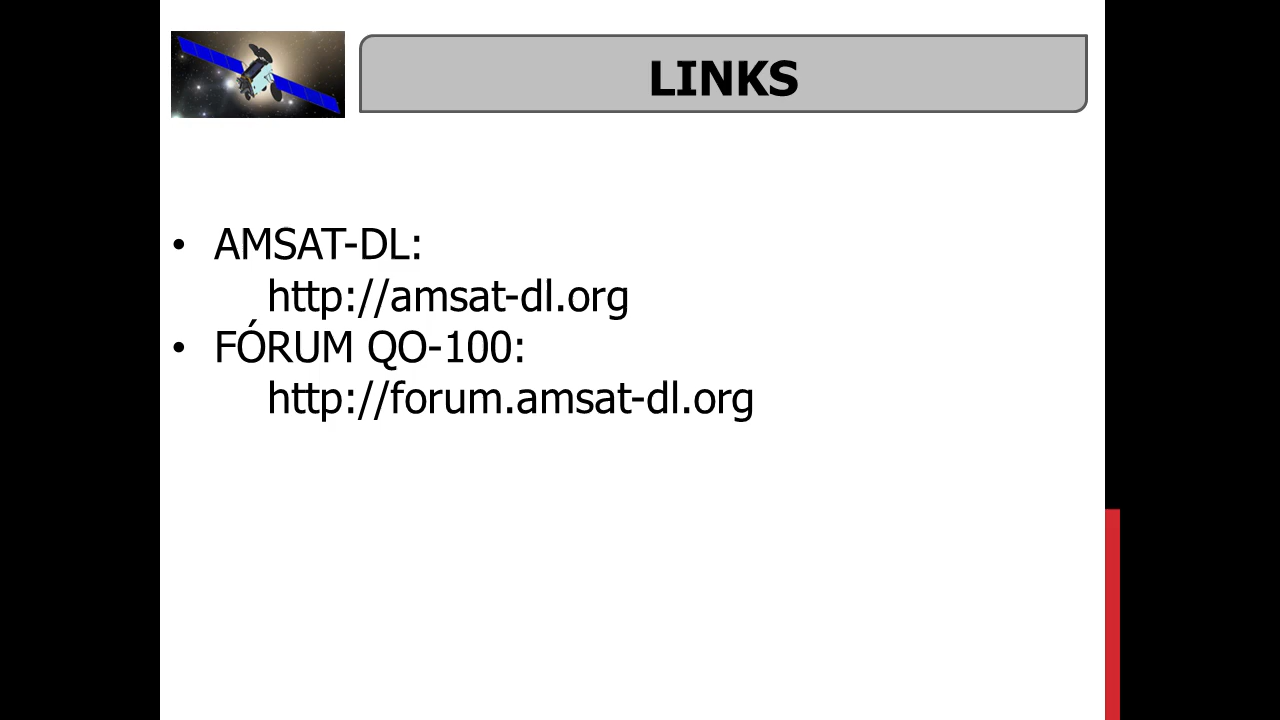 LINKS
• AMSAT-DL:
http://amsat-dl.org
• FÓRUM QO-100:
http://forum.amsat-dl.org